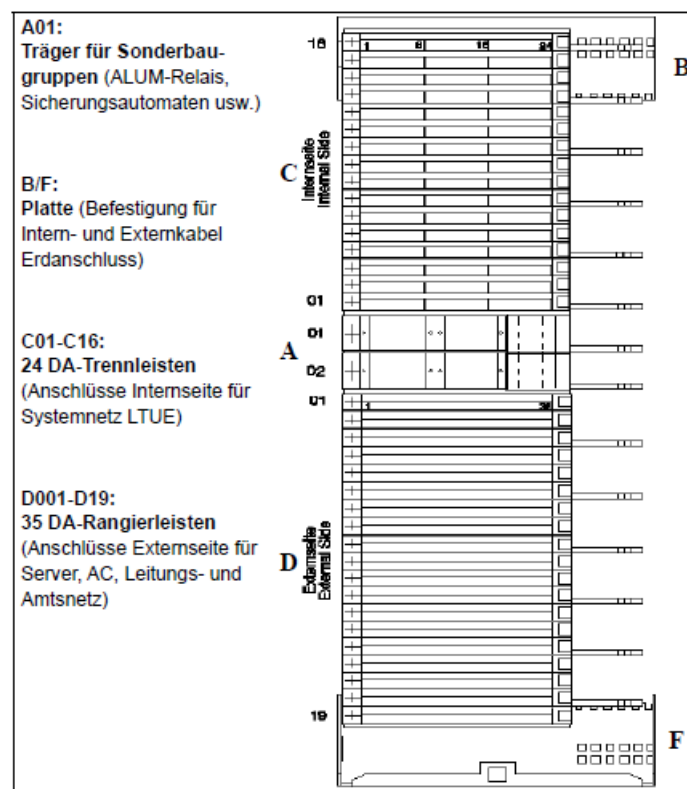 A01:
Träger für Sonderbau-
gruppen (ALUM-Relais,
Sicherungsautomaten usw.)
B/F:
Platte (Befestigung für
Intern- und Externkabel
Erdanschluss)
C01-C16:
24 DA-Trennleisten
(Anschlüsse Internseite für
Systemnetz LTUE)
D001-D19:
35 DA-Rangierleisten
(Anschlüsse Externseite für
Server, AC, Leitungs- und
Amtsnetz)
16
1 8 16 24
B
C
Internseite
Internal Side
01
A
01
02
01
1
D
Externseite
External Side
19
F